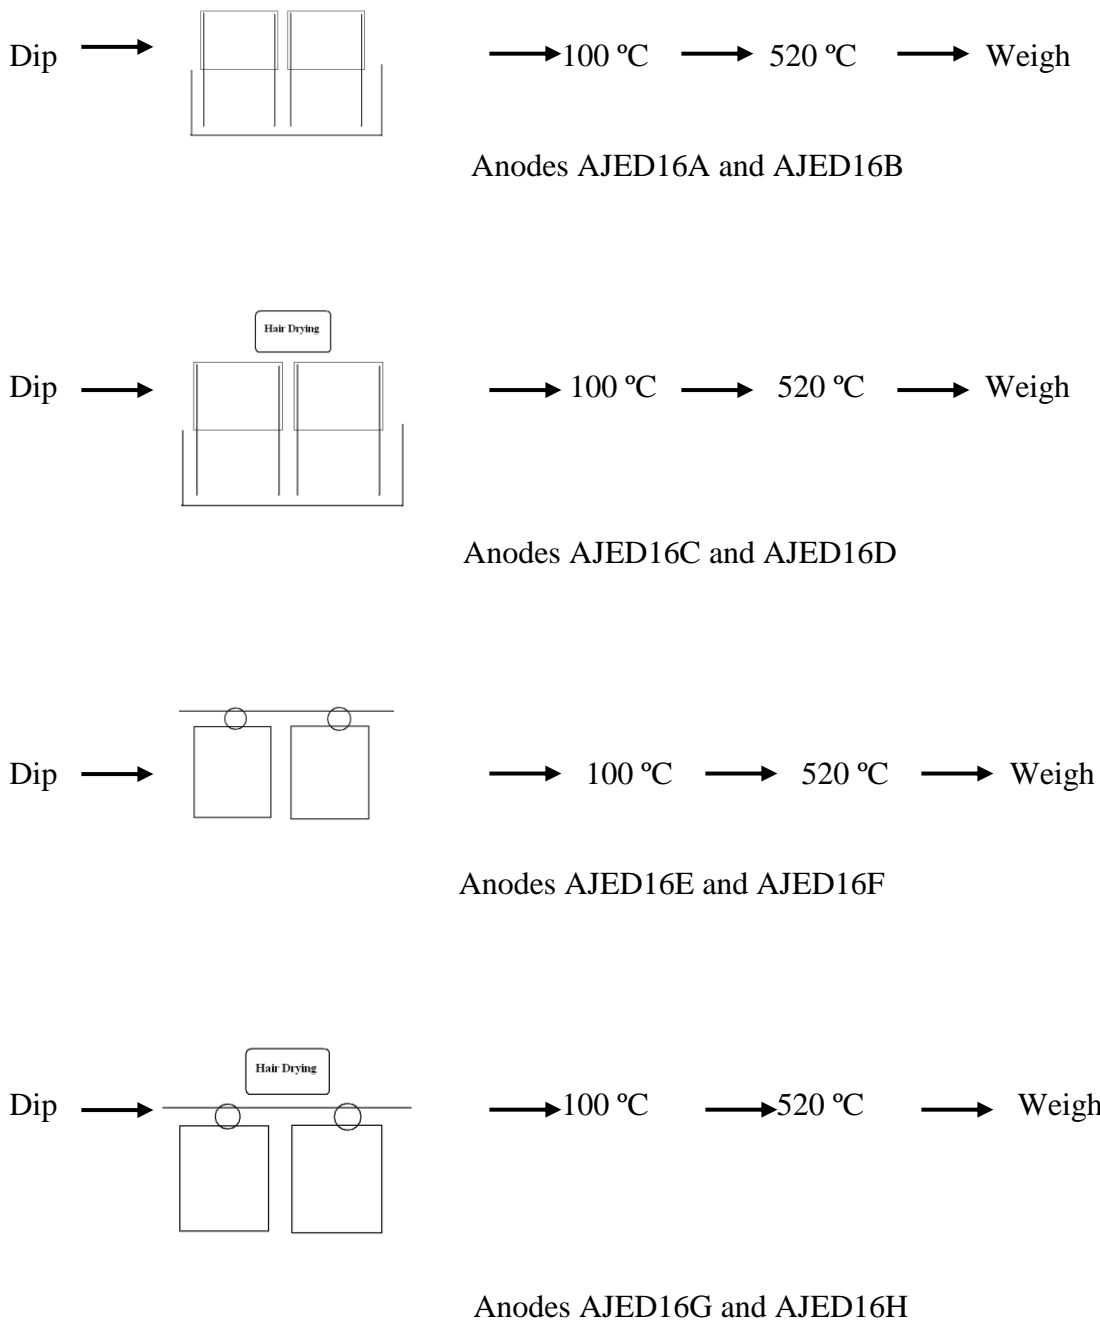 Dip 100 ºC 520 ºC Weigh
Anodes AJED16A and AJED16B
Hair Drying
Dip 100 ºC 520 ºC Weigh
Anodes AJED16C and AJED16D
Dip 100 ºC 520 ºC Weigh
Anodes AJED16E and AJED16F
Hair Drying
Dip 100 ºC 520 ºC Weigh
Anodes AJED16G and AJED16H